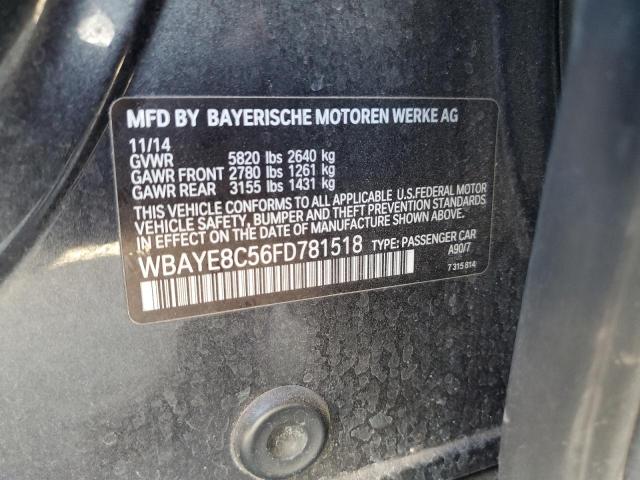 MFD BY BAYERISCHE MOTOREN WERKE AG
11/14
GVWR 5820 lbs 2640 kg
GAWR FRONT 2780 lbs 1261 kg
GAWR REAR 3155 lbs 1431 kg
THIS VEHICLE CONFORMS TO ALL APPLICABLE U.S.FEDERAL MOTOR
VEHICLE SAFETY, BUMPER AND THEFT PREVENTION STANDARDS
IN EFFECT ON THE DATE OF MANUFACTURE SHOWN ABOVE.
WBAYE8C56FD781518 TYPE: PASSENGER CAR
A90/7
7 315 814